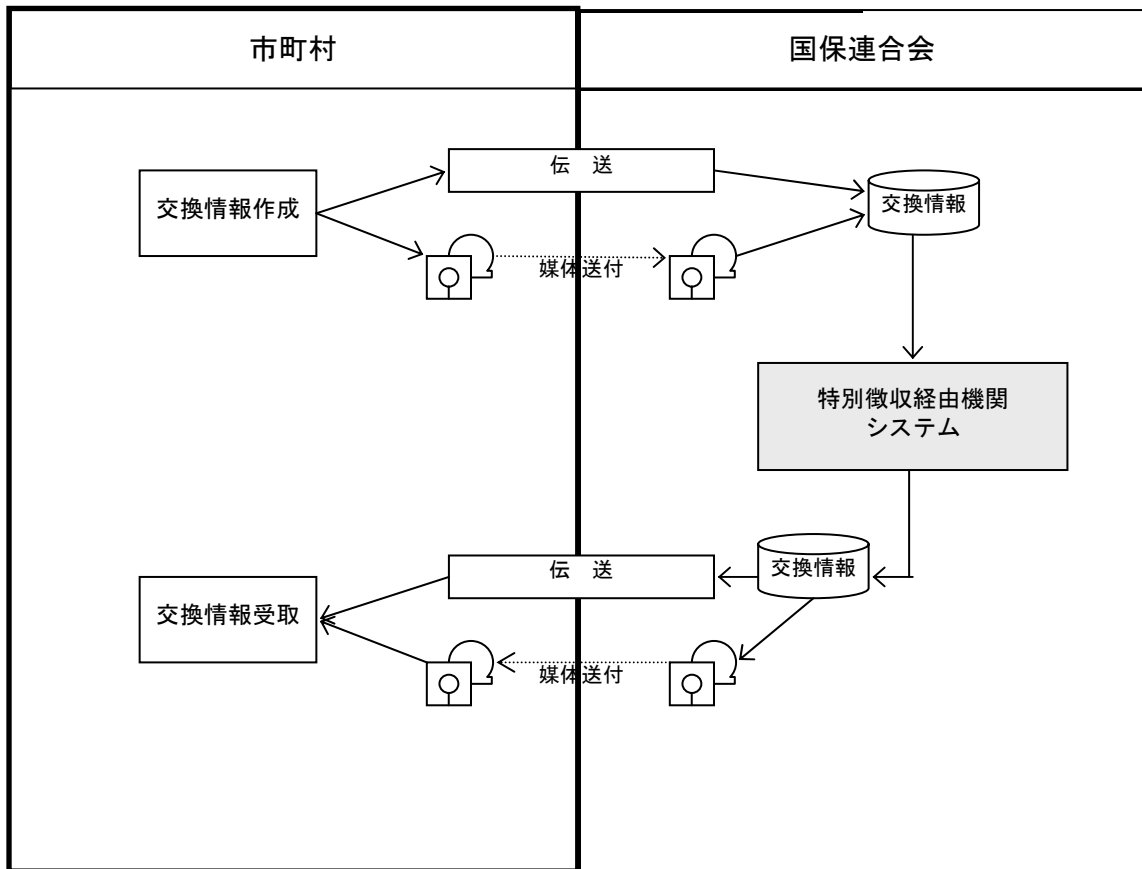 市町村
国保連合会
伝　送
交換情報作成
交換情報
媒体送付
特別徴収経由機関
システム
伝　送
交換情報
交換情報受取
媒体送付